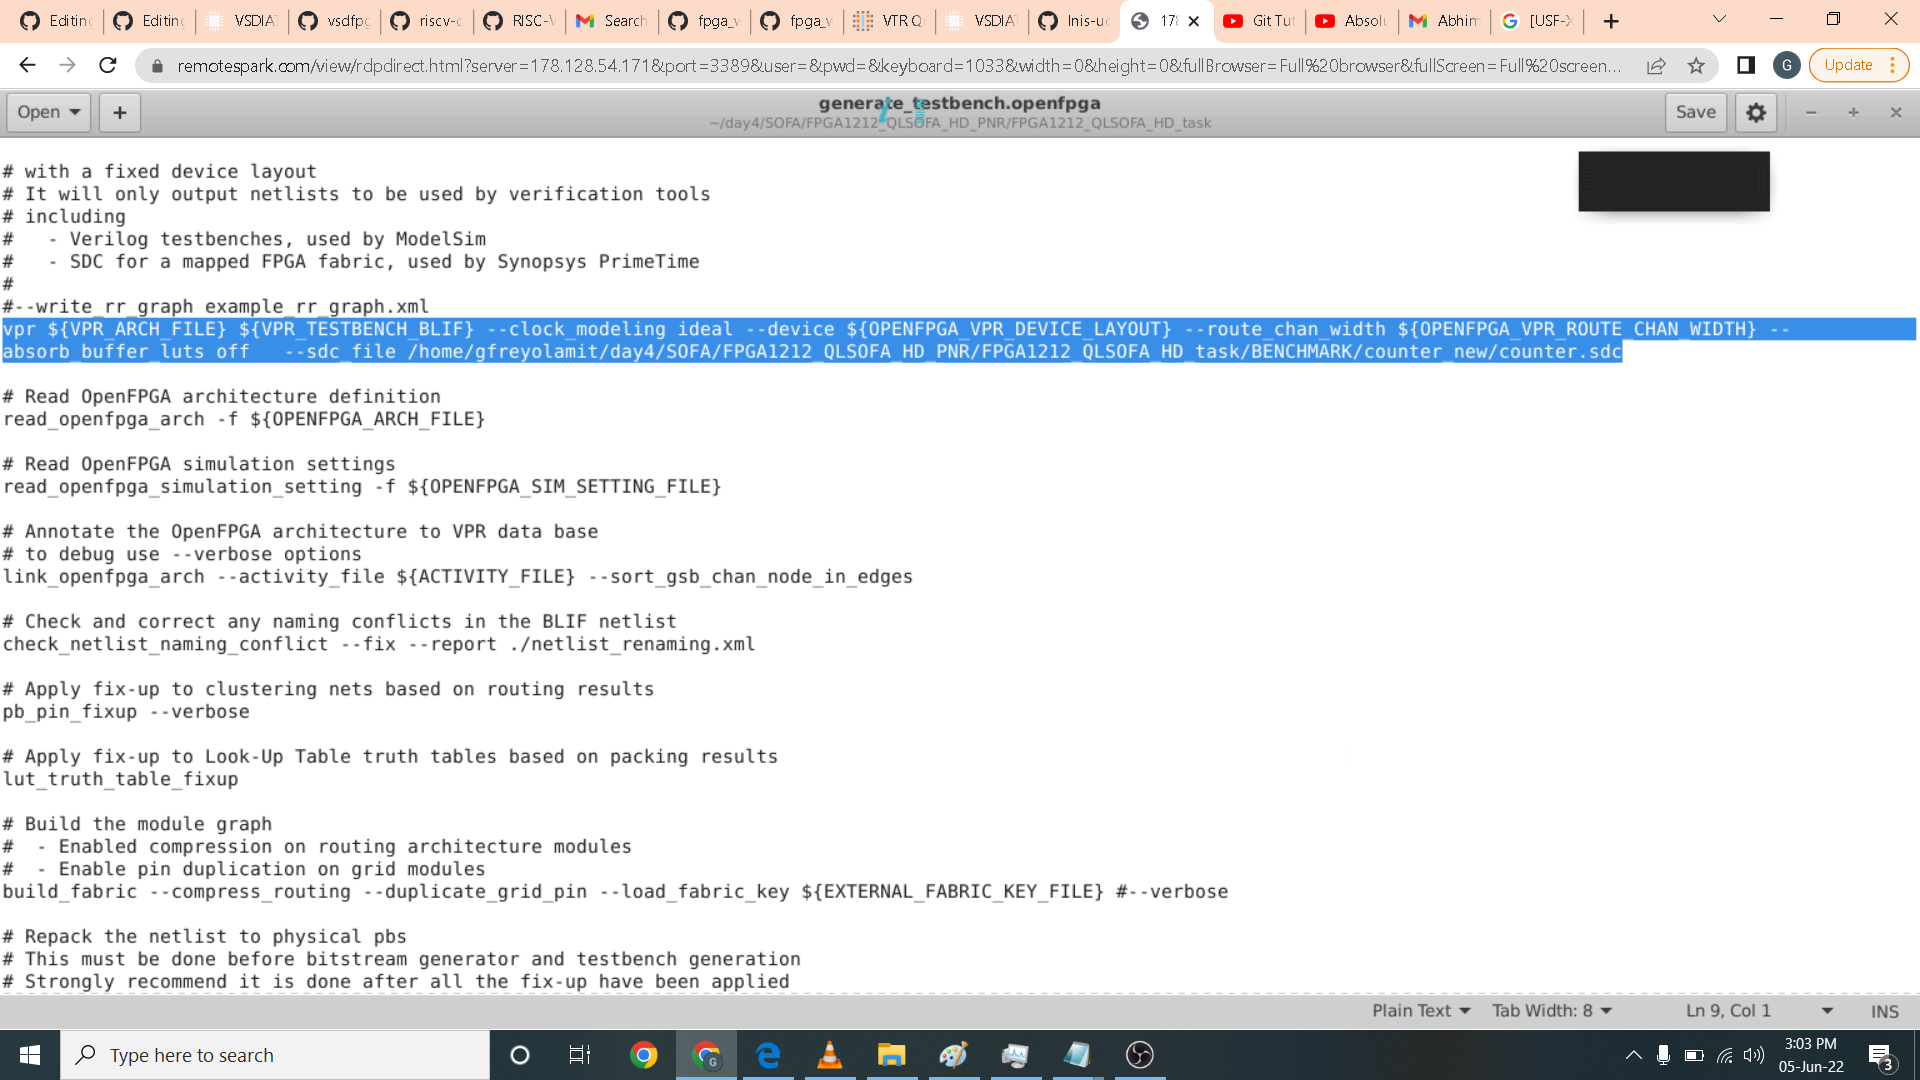 Editing
Editing
VSDIA
vsdfpg
riscv-c
RISC-V
Search
fpga_v
fpga_v
VTR Q
VSDIA
lnis-uc
178
Git Tut
Absolu
Abhim
[USF-X
remotespark.com/view/rdpdirect.html?server=178.128.54.171&port=3389&user=&pwd=&keyboard=1033&width=0&height=0&fullBrowser=Full%20browser&fullScreen=Full%20screen...
G
Update
Open
generate_testbench.openfpga
~/day4/SOFA/FPGA1212_QLSOFA_HD_PNR/FPGA1212_QLSOFA_HD_task
Save
# with a fixed device layout
# It will only output netlists to be used by verification tools
# including
#   - Verilog testbenches, used by ModelSim
#   - SDC for a mapped FPGA fabric, used by Synopsys PrimeTime
#
#--write_rr_graph example_rr_graph.xml
vpr ${VPR_ARCH_FILE} ${VPR_TESTBENCH_BLIF} --clock_modeling ideal --device ${OPENFPGA_VPR_DEVICE_LAYOUT} --route_chan_width ${OPENFPGA_VPR_ROUTE_CHAN_WIDTH} --
absorb_buffer_luts off   --sdc_file /home/gfreyolamit/day4/SOFA/FPGA1212_QLSOFA_HD_PNR/FPGA1212_QLSOFA_HD_task/BENCHMARK/counter_new/counter.sdc
# Read OpenFPGA architecture definition
read_openfpga_arch -f ${OPENFPGA_ARCH_FILE}
# Read OpenFPGA simulation settings
read_openfpga_simulation_setting -f ${OPENFPGA_SIM_SETTING_FILE}
# Annotate the OpenFPGA architecture to VPR data base
# to debug use --verbose options
link_openfpga_arch --activity_file ${ACTIVITY_FILE} --sort_gsb_chan_node_in_edges
# Check and correct any naming conflicts in the BLIF netlist
check_netlist_naming_conflict --fix --report ./netlist_renaming.xml
# Apply fix-up to clustering nets based on routing results
pb_pin_fixup --verbose
# Apply fix-up to Look-Up Table truth tables based on packing results
lut_truth_table_fixup
# Build the module graph
#  - Enabled compression on routing architecture modules
#  - Enable pin duplication on grid modules
build_fabric --compress_routing --duplicate_grid_pin --load_fabric_key ${EXTERNAL_FABRIC_KEY_FILE} #--verbose
# Repack the netlist to physical pbs
# This must be done before bitstream generator and testbench generation
# Strongly recommend it is done after all the fix-up have been applied
Plain Text
Tab Width: 8
Ln 9, Col 1
INS
Type here to search
G
3:03 PM
05-Jun-22
3